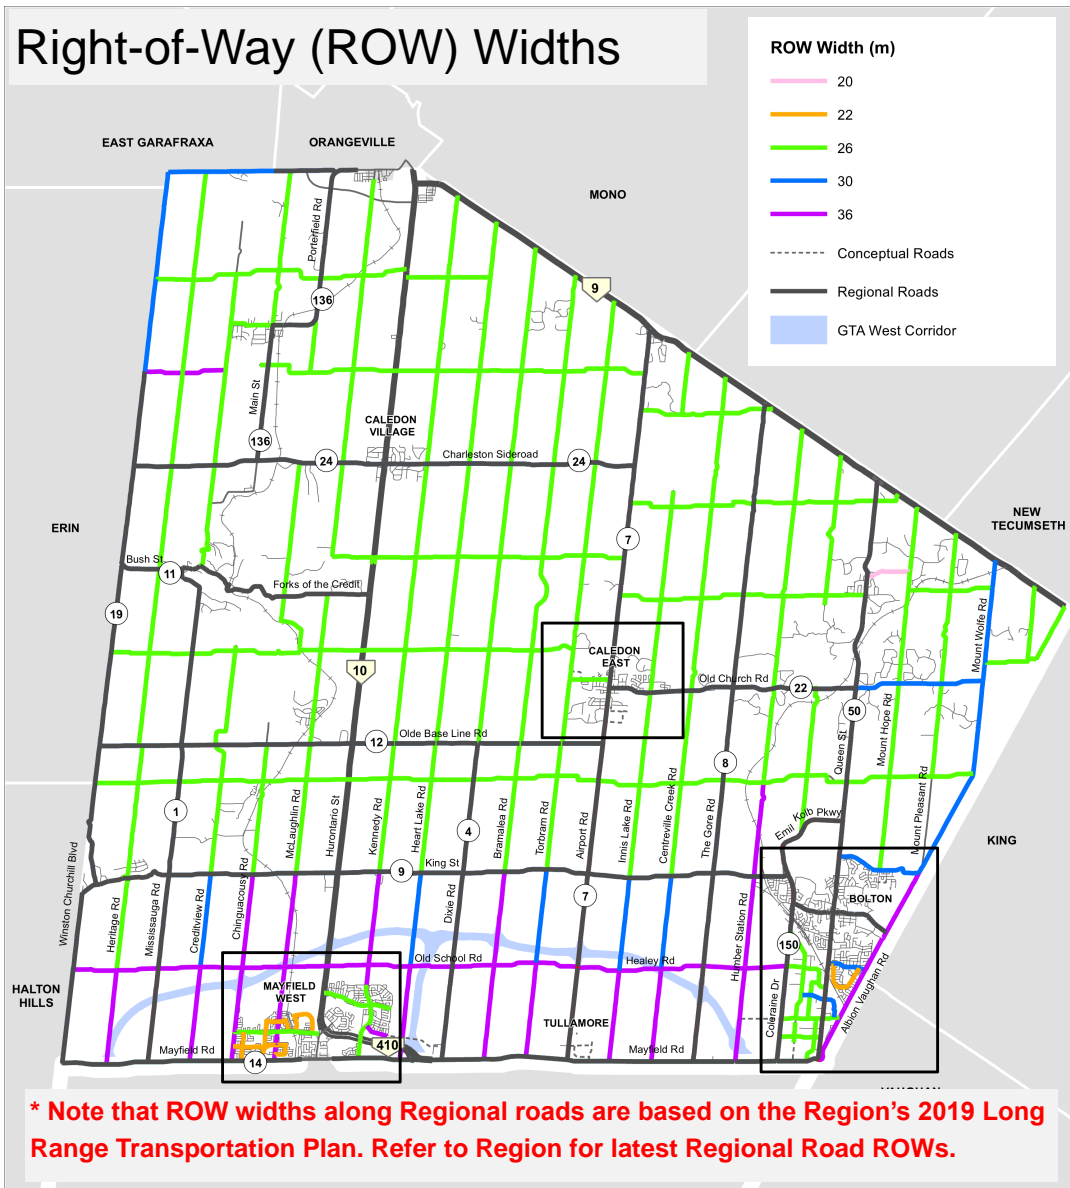 Right-of-Way (ROW) Widths
ROW Width (m)
20
22
26
30
36
Conceptual Roads
Regional Roads
GTA West Corridor
EAST GARAFRAXA
ORANGEVILLE
MONO
Porterfield Rd
9
136
Main St
CALEDON
VILLAGE
136
24
Charleston Sideroad
24
ERIN
NEW
TECUMSETH
7
Bush St
11
Forks of the Credit
19
Mount Wolfe Rd
CALEDON
EAST
10
Old Church Rd
22
50
Mount Hope Rd
Queen St
12
Olde Base Line Rd
8
Mount Pleasant Rd
1
McLaughlin Rd
Hurontario St
Kennedy Rd
Heart Lake Rd
4
Bramalea Rd
Torbram Rd
Airport Rd
Innis Lake Rd
Centreville Creek Rd
The Gore Rd
Emil Kolb Pkwy
KING
Winston Churchill Blvd
9
King St
7
BOLTON
Heritage Rd
Mississauga Rd
Creditview Rd
Chinguacousy Rd
Dixie Rd
Humber Station Rd
150
Old School Rd
Healey Rd
HALTON
HILLS
MAYFIELD
WEST
TULLAMORE
Coleraine Dr
Albion Vaughan Rd
Mayfield Rd
14
410
Mayfield Rd
* Note that ROW widths along Regional roads are based on the Region's 2019 Long
Range Transportation Plan. Refer to Region for latest Regional Road ROWs.